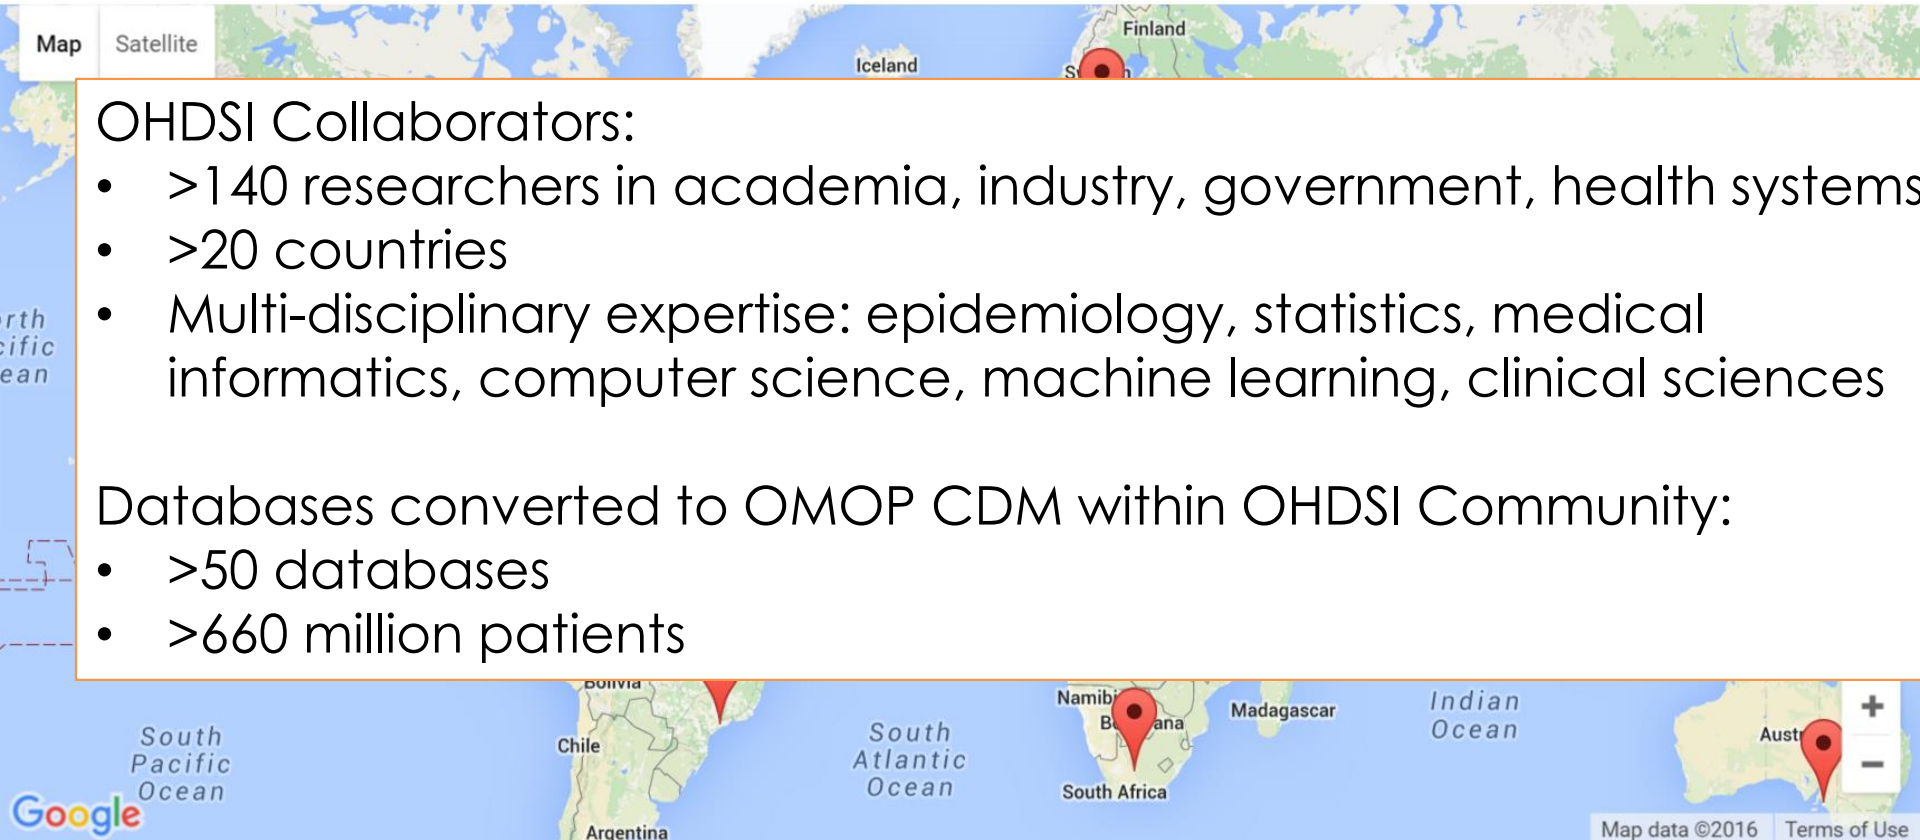 Map
Satellite
Iceland
Finland
OHDSI Collaborators:
• >140 researchers in academia, industry, government, health systems
• >20 countries
• Multi-disciplinary expertise: epidemiology, statistics, medical
informatics, computer science, machine learning, clinical sciences
Databases converted to OMOP CDM within OHDSI Community:
• >50 databases
• >660 million patients
Bolivia
Chile
Argentina
South
Pacific
Ocean
South
Atlantic
Ocean
Namib
South Africa
Madagascar
Indian
Ocean
Austr
+
−
Google
Map data ©2016
Terms of Use